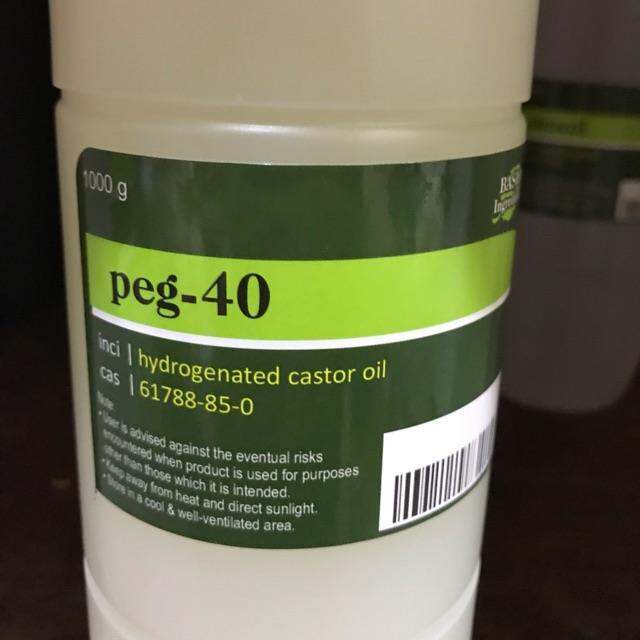 1000 g
peg-40
inci | hydrogenated castor oil
cas | 61788-85-0
Note:
• User is advised against the eventual risks
encountered when product is used for purposes
other than those which it is intended.
• Keep away from heat and direct sunlight.
• Store in a cool & well-ventilated area.